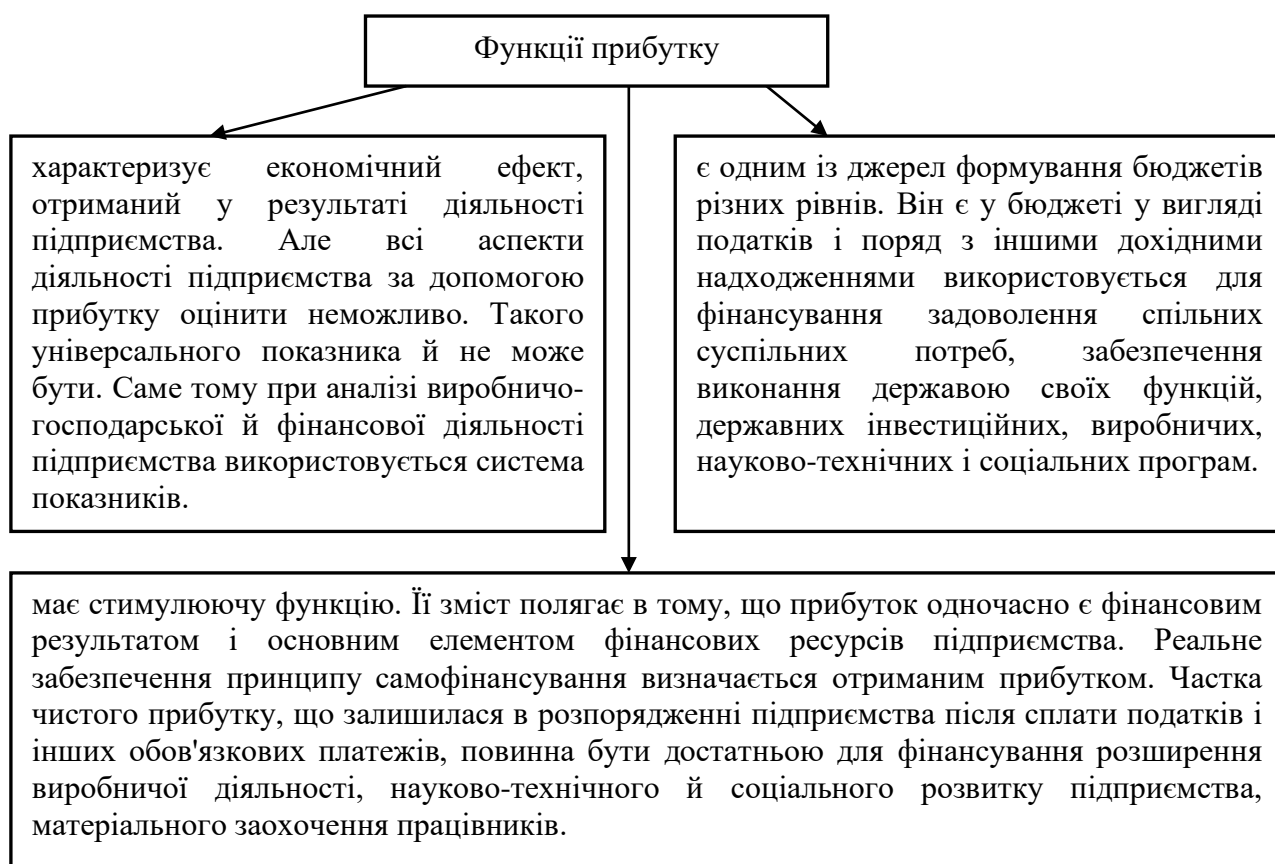 Функції прибутку
характеризує економічний ефект,
отриманий у результаті діяльності
підприємства. Але всі аспекти
діяльності підприємства за допомогою
прибутку оцінити неможливо. Такого
універсального показника й не може
бути. Саме тому при аналізі виробничо-
господарської й фінансової діяльності
підприємства використовується система
показників.
є одним із джерел формування бюджетів
різних рівнів. Він є у бюджеті у вигляді
податків і поряд з іншими дохідними
надходженнями використовується для
фінансування задоволення спільних
суспільних потреб, забезпечення
виконання державою своїх функцій,
державних інвестиційних, виробничих,
науково-технічних і соціальних програм.
має стимулюючу функцію. Її зміст полягає в тому, що прибуток одночасно є фінансовим
результатом і основним елементом фінансових ресурсів підприємства. Реальне
забезпечення принципу самофінансування визначається отриманим прибутком. Частка
чистого прибутку, що залишилася в розпорядженні підприємства після сплати податків і
інших обов'язкових платежів, повинна бути достатньою для фінансування розширення
виробничої діяльності, науково-технічного й соціального розвитку підприємства,
матеріального заохочення працівників.